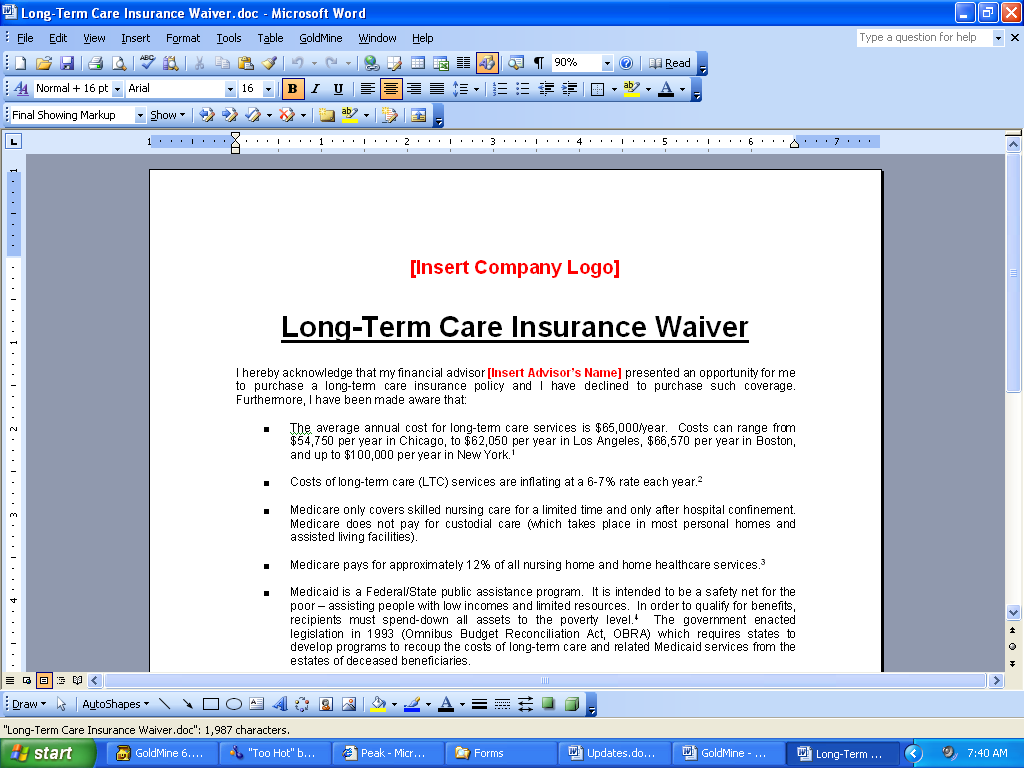 Long-Term Care Insurance Waiver.doc - Microsoft Word
File Edit View Insert Format Tools Table GoldMine Window Help Type a question for help
90% Read
Normal + 16 pt Arial 16 B I U
Final Showing Markup Show
1 1 2 3 4 5 6 7
[Insert Company Logo]
Long-Term Care Insurance Waiver
I hereby acknowledge that my financial advisor [Insert Advisor's Name] presented an opportunity for me
to purchase a long-term care insurance policy and I have declined to purchase such coverage.
Furthermore, I have been made aware that:
▪ The average annual cost for long-term care services is $65,000/year. Costs can range from
$54,750 per year in Chicago, to $62,050 per year in Los Angeles, $66,570 per year in Boston,
and up to $100,000 per year in New York.¹
▪ Costs of long-term care (LTC) services are inflating at a 6-7% rate each year.²
▪ Medicare only covers skilled nursing care for a limited time and only after hospital confinement.
Medicare does not pay for custodial care (which takes place in most personal homes and
assisted living facilities).
▪ Medicare pays for approximately 12% of all nursing home and home healthcare services.³
▪ Medicaid is a Federal/State public assistance program. It is intended to be a safety net for the
poor – assisting people with low incomes and limited resources. In order to qualify for benefits,
recipients must spend-down all assets to the poverty level.⁴ The government enacted
legislation in 1993 (Omnibus Budget Reconciliation Act, OBRA) which requires states to
develop programs to recoup the costs of long-term care and related Medicaid services from the
estates of deceased beneficiaries.
Draw AutoShapes
"Long-Term Care Insurance Waiver.doc": 1,987 characters.
start GoldMine 6.... "Too Hot" b... Peak - Micr... Forms Updates.do... GoldMine - ... Long-Term ... 7:40 AM